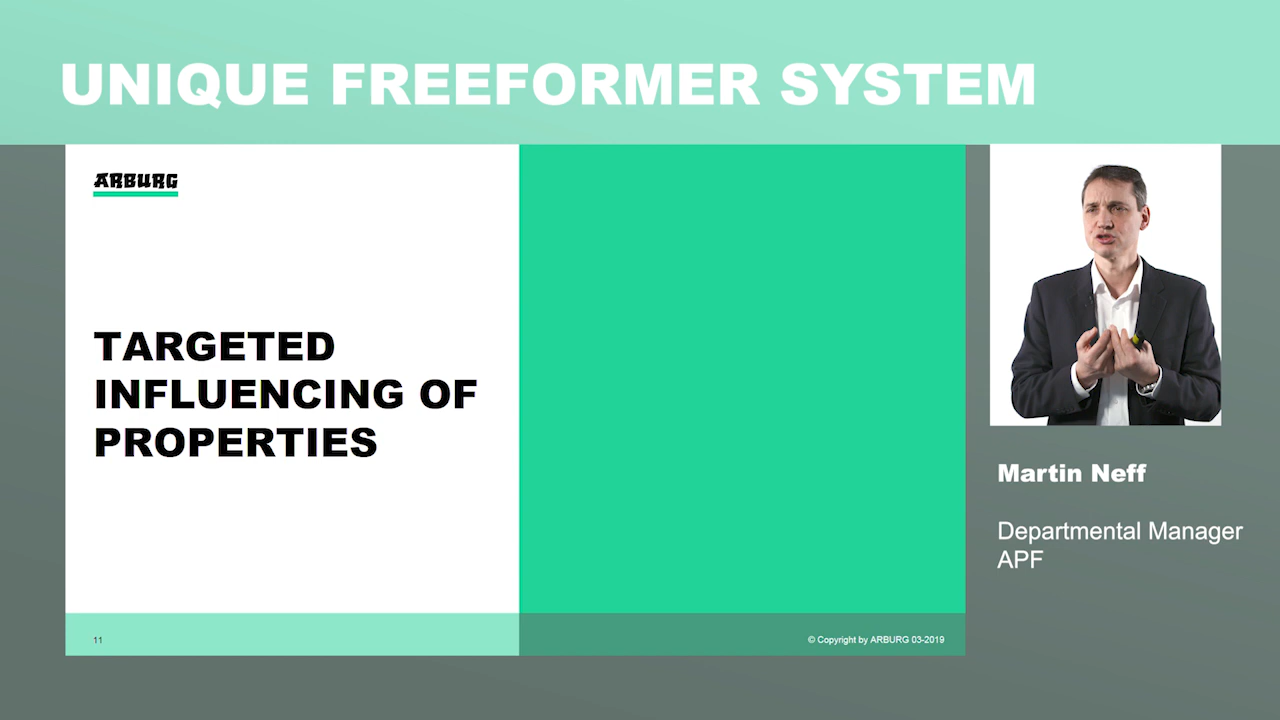 UNIQUE FREEFORMER SYSTEM
ARBURG
TARGETED
INFLUENCING OF
PROPERTIES
11
© Copyright by ARBURG 03-2019
Martin Neff
Departmental Manager
APF